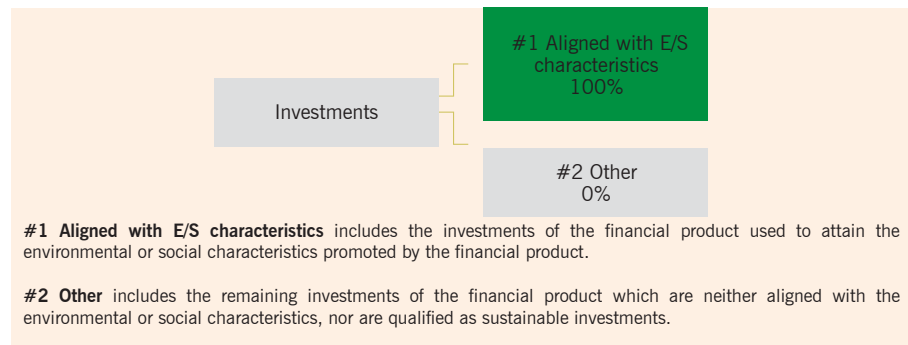 #1 Aligned with E/S
characteristics
100%
Investments
#2 Other
0%
#1 Aligned with E/S characteristics includes the investments of the financial product used to attain the
environmental or social characteristics promoted by the financial product.
#2 Other includes the remaining investments of the financial product which are neither aligned with the
environmental or social characteristics, nor are qualified as sustainable investments.